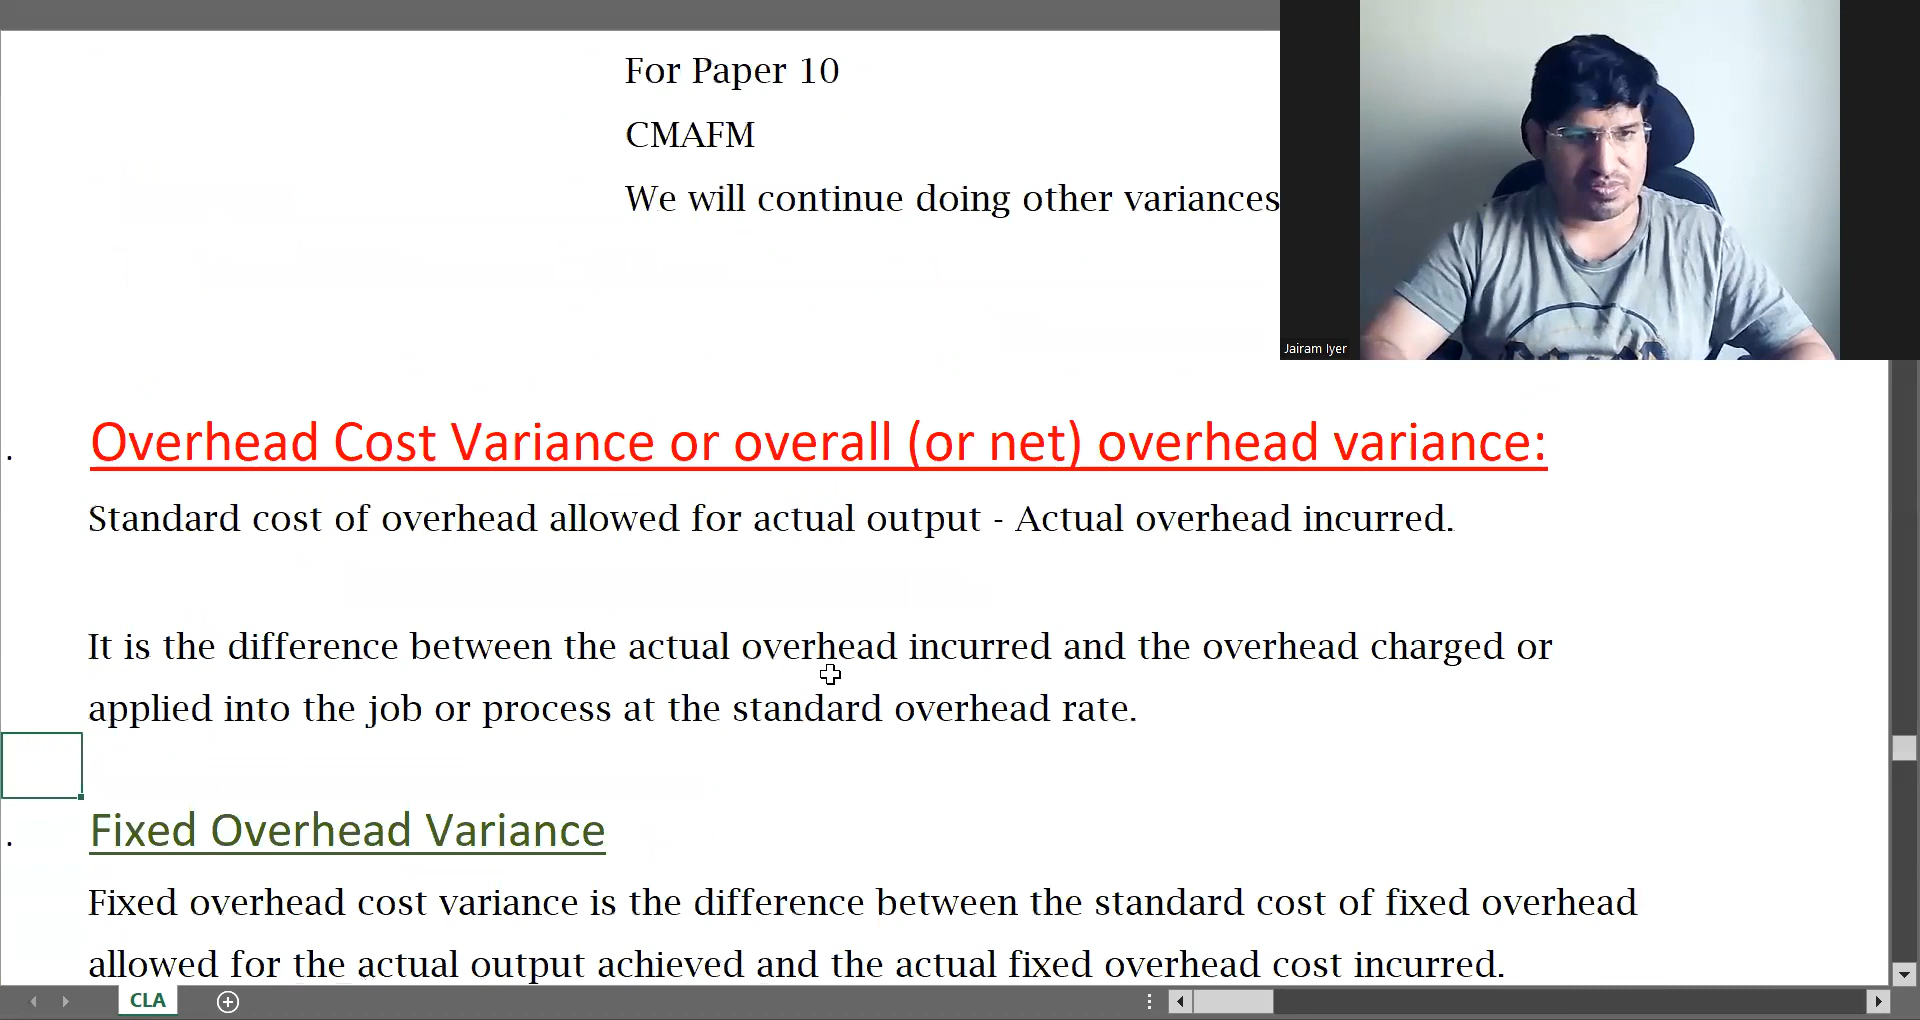 For Paper 10
CMAFM
We will continue doing other variances
Jairam Iyer
. Overhead Cost Variance or overall (or net) overhead variance:
Standard cost of overhead allowed for actual output - Actual overhead incurred.
It is the difference between the actual overhead incurred and the overhead charged or
applied into the job or process at the standard overhead rate.
. Fixed Overhead Variance
Fixed overhead cost variance is the difference between the standard cost of fixed overhead
allowed for the actual output achieved and the actual fixed overhead cost incurred.
CLA